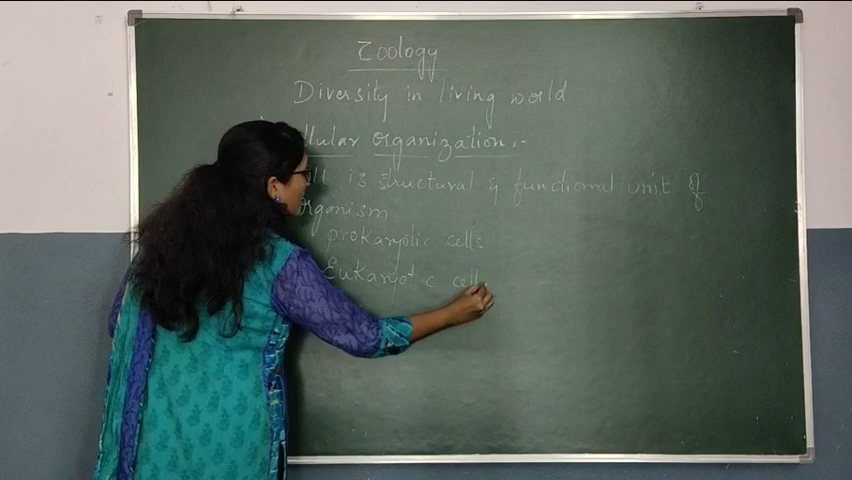 Zoology
Diversity in living world
llular organization:-
ll is structural & functional unit of
organism.
prokaryotic cells
Eukaryotic cell